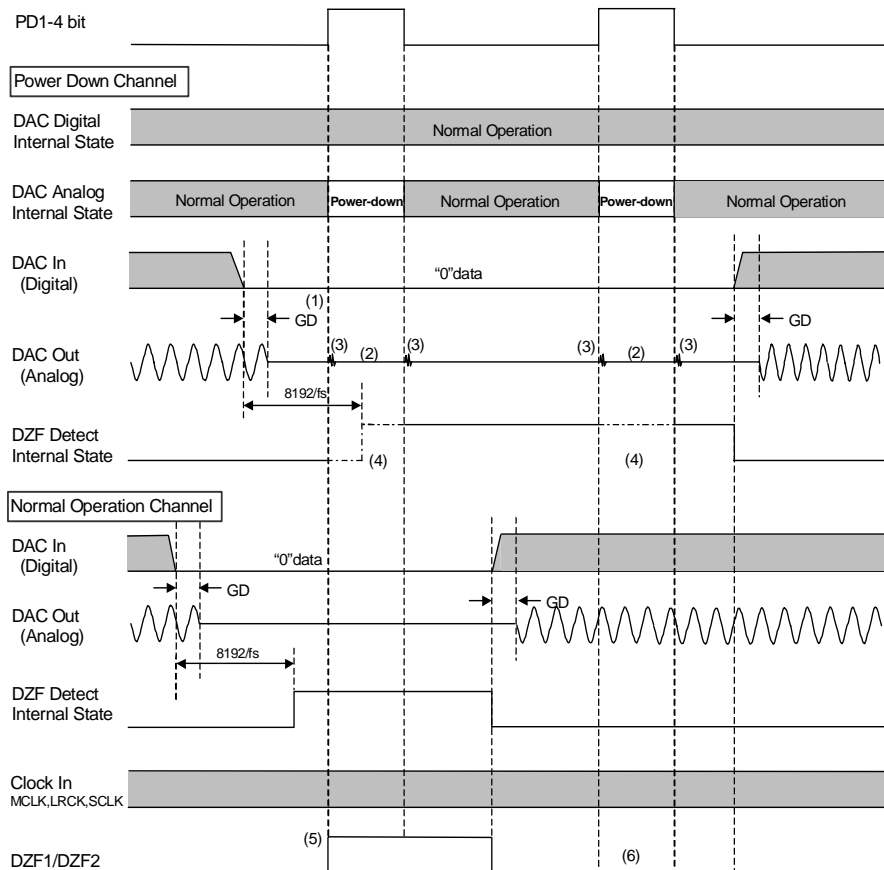 PD1-4 bit
Power Down Channel
DAC Digital
Internal State
Normal Operation
DAC Analog
Internal State
Normal Operation
Power-down
Normal Operation
Power-down
Normal Operation
DAC In
(Digital)
“0”data
(1)
GD
GD
DAC Out
(Analog)
(3)
(2)
(3)
(3)
(2)
(3)
8192/fs
DZF Detect
Internal State
(4)
(4)
Normal Operation Channel
DAC In
(Digital)
“0”data
GD
GD
DAC Out
(Analog)
8192/fs
DZF Detect
Internal State
Clock In
MCLK,LRCK,SCLK
(5)
(6)
DZF1/DZF2